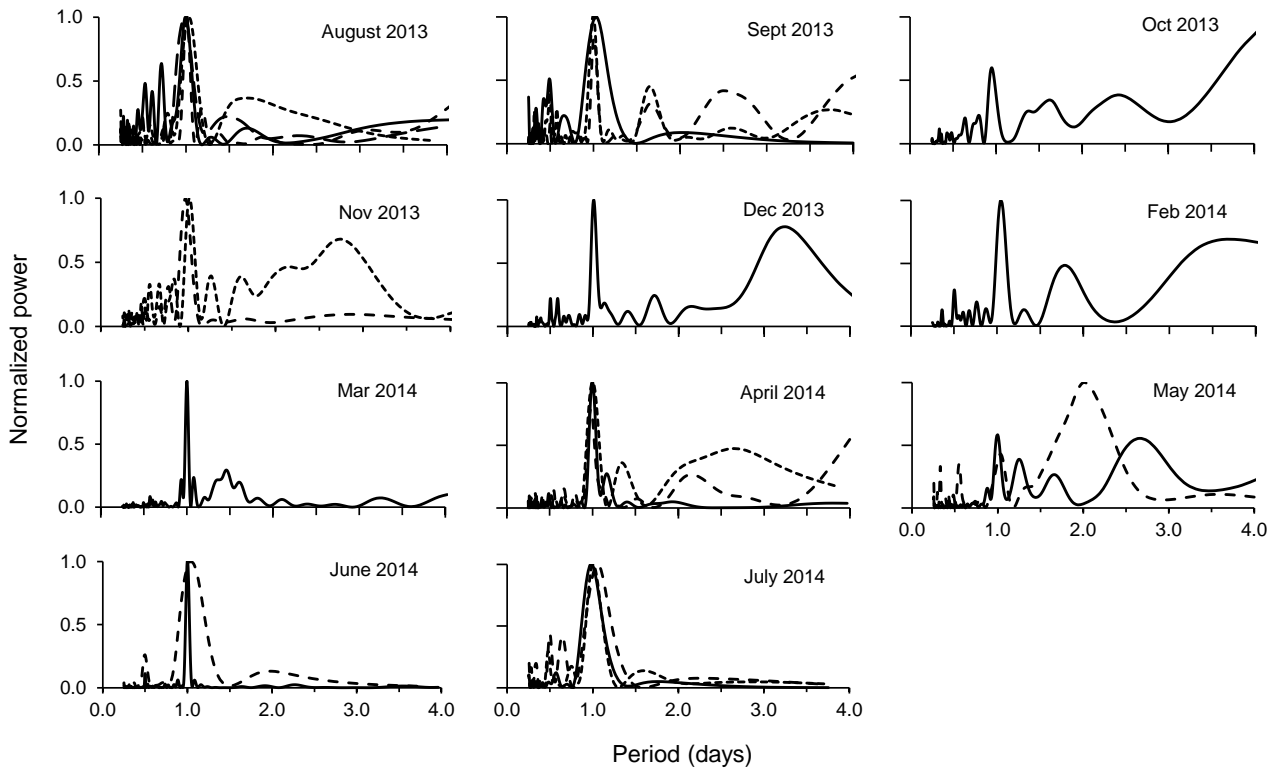 1.0
0.5
0.0
August 2013
Sept 2013
Oct 2013
1.0
0.5
0.0
Nov 2013
Dec 2013
Feb 2014
1.0
0.5
0.0
Mar 2014
April 2014
May 2014
0.0 1.0 2.0 3.0 4.0
1.0
0.5
0.0
June 2014
July 2014
0.0 1.0 2.0 3.0 4.0
0.0 1.0 2.0 3.0 4.0
Normalized power
Period (days)